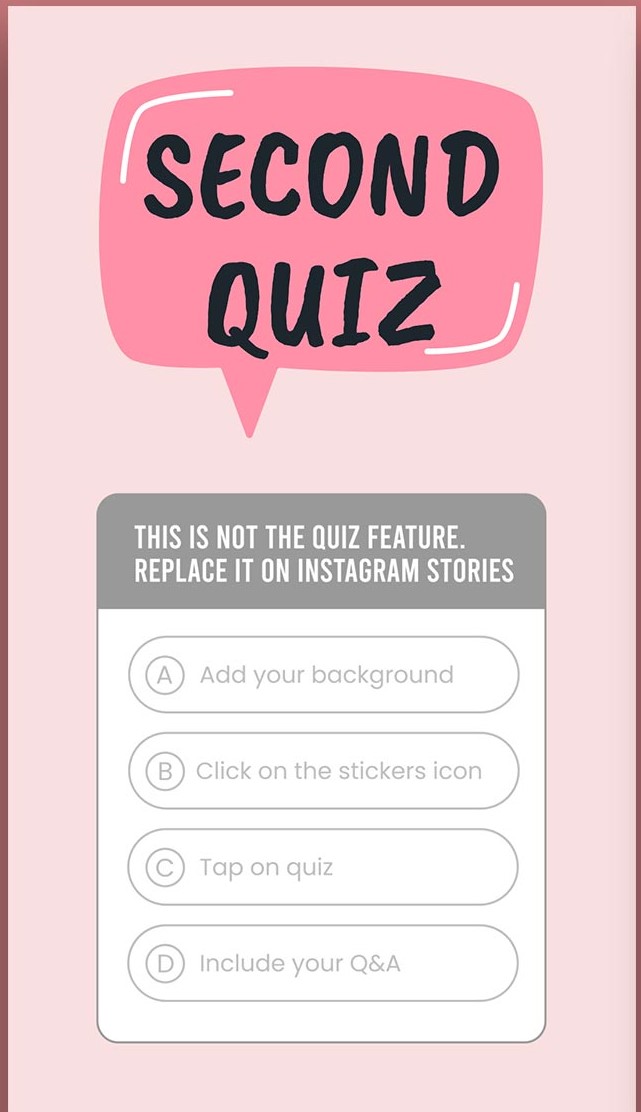 SECOND
QUIZ
THIS IS NOT THE QUIZ FEATURE.
REPLACE IT ON INSTAGRAM STORIES
A Add your background
B Click on the stickers icon
C Tap on quiz
D Include your Q&A